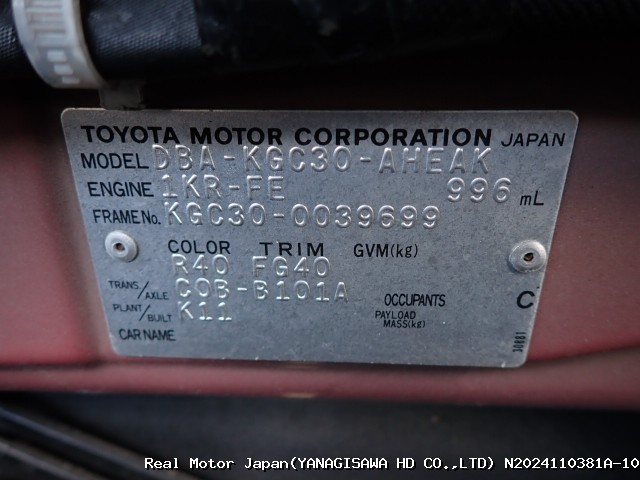 TOYOTA MOTOR CORPORATION JAPAN
MODEL DBA-KGC30-AHEAK
ENGINE 1KR-FE 996 mL
FRAME No. KGC30-0039699
COLOR TRIM GVM(kg)
R40 FG40
TRANS/AXLE C0B-B101A OCCUPANTS C
PLANT/BUILT K11 PAYLOAD MASS(kg)
CAR NAME
30881
Real Motor Japan(YANAGISAWA HD CO.,LTD) N2024110381A-10